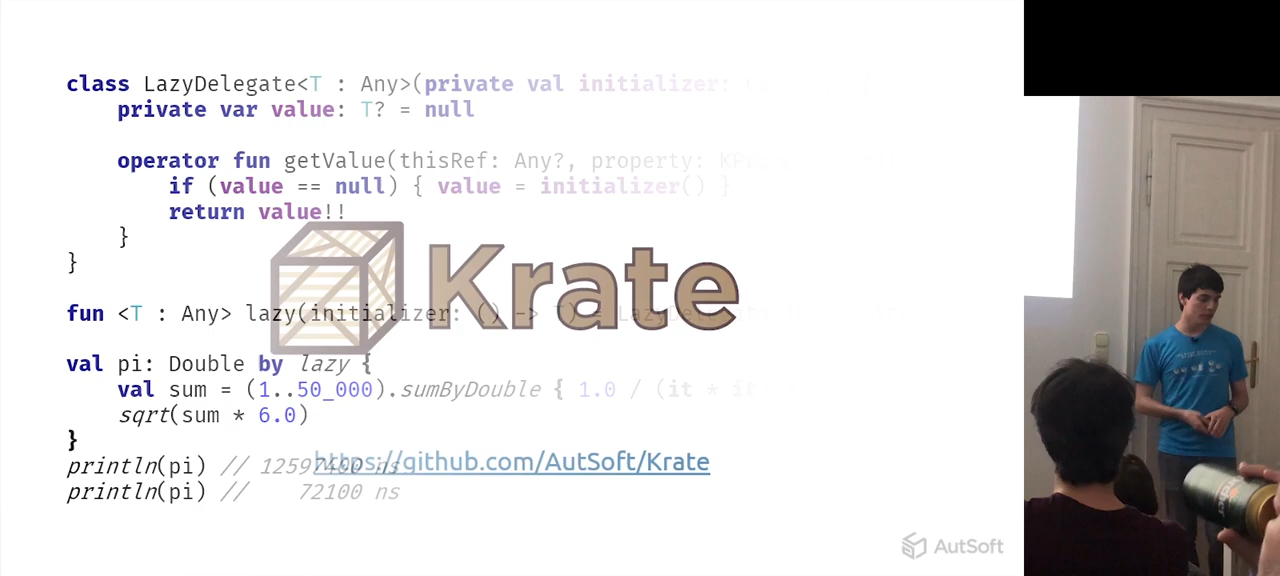 class LazyDelegate<T : Any>(private val initializer:
private var value: T? = null
operator fun getValue(thisRef: Any?, property:
if (value == null) { value = initializer() }
return value!!
}
}
Krate
fun <T : Any> lazy(initializer: () -> T) =
val pi: Double by lazy {
val sum = (1..50_000).sumByDouble { 1.0 / (it * it
sqrt(sum * 6.0)
}
println(pi) // 12597400 ns
https://github.com/AutSoft/Krate
println(pi) // 72100 ns
AutSoft